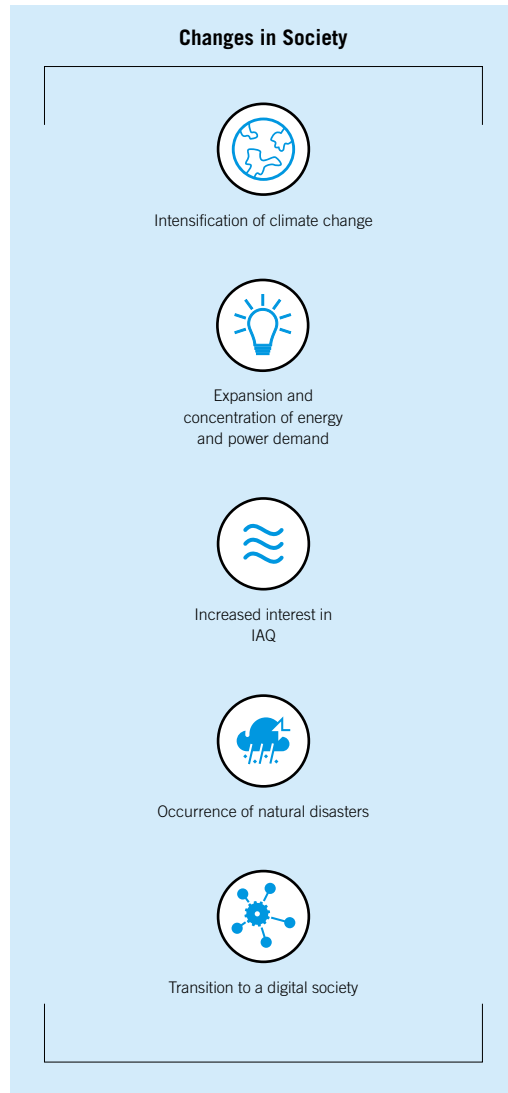 Changes in Society
Intensification of climate change
Expansion and
concentration of energy
and power demand
Increased interest in
IAQ
Occurrence of natural disasters
Transition to a digital society